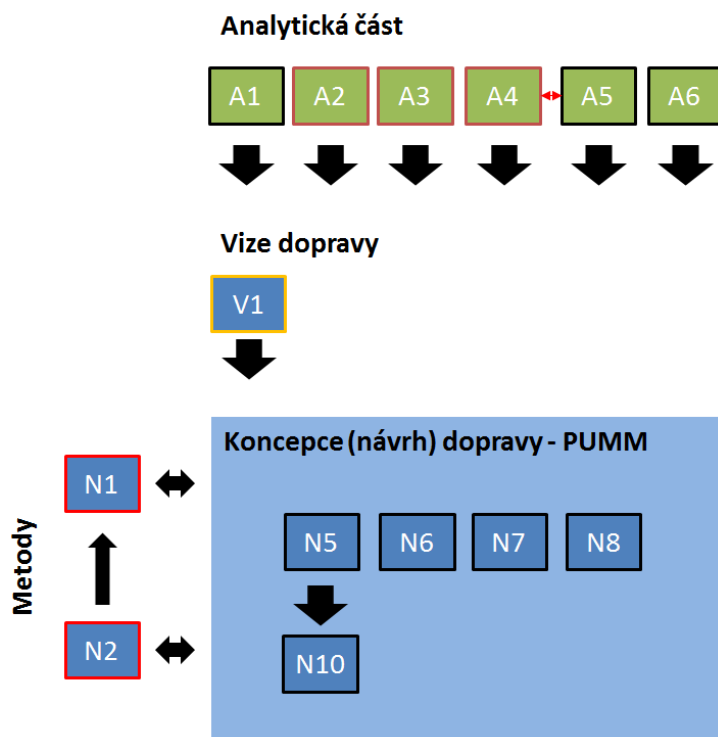 Analytická část
A1 A2 A3 A4 A5 A6
Vize dopravy
V1
Koncepce (návrh) dopravy - PUMM
Metody
N1
N5 N6 N7 N8
N2
N10